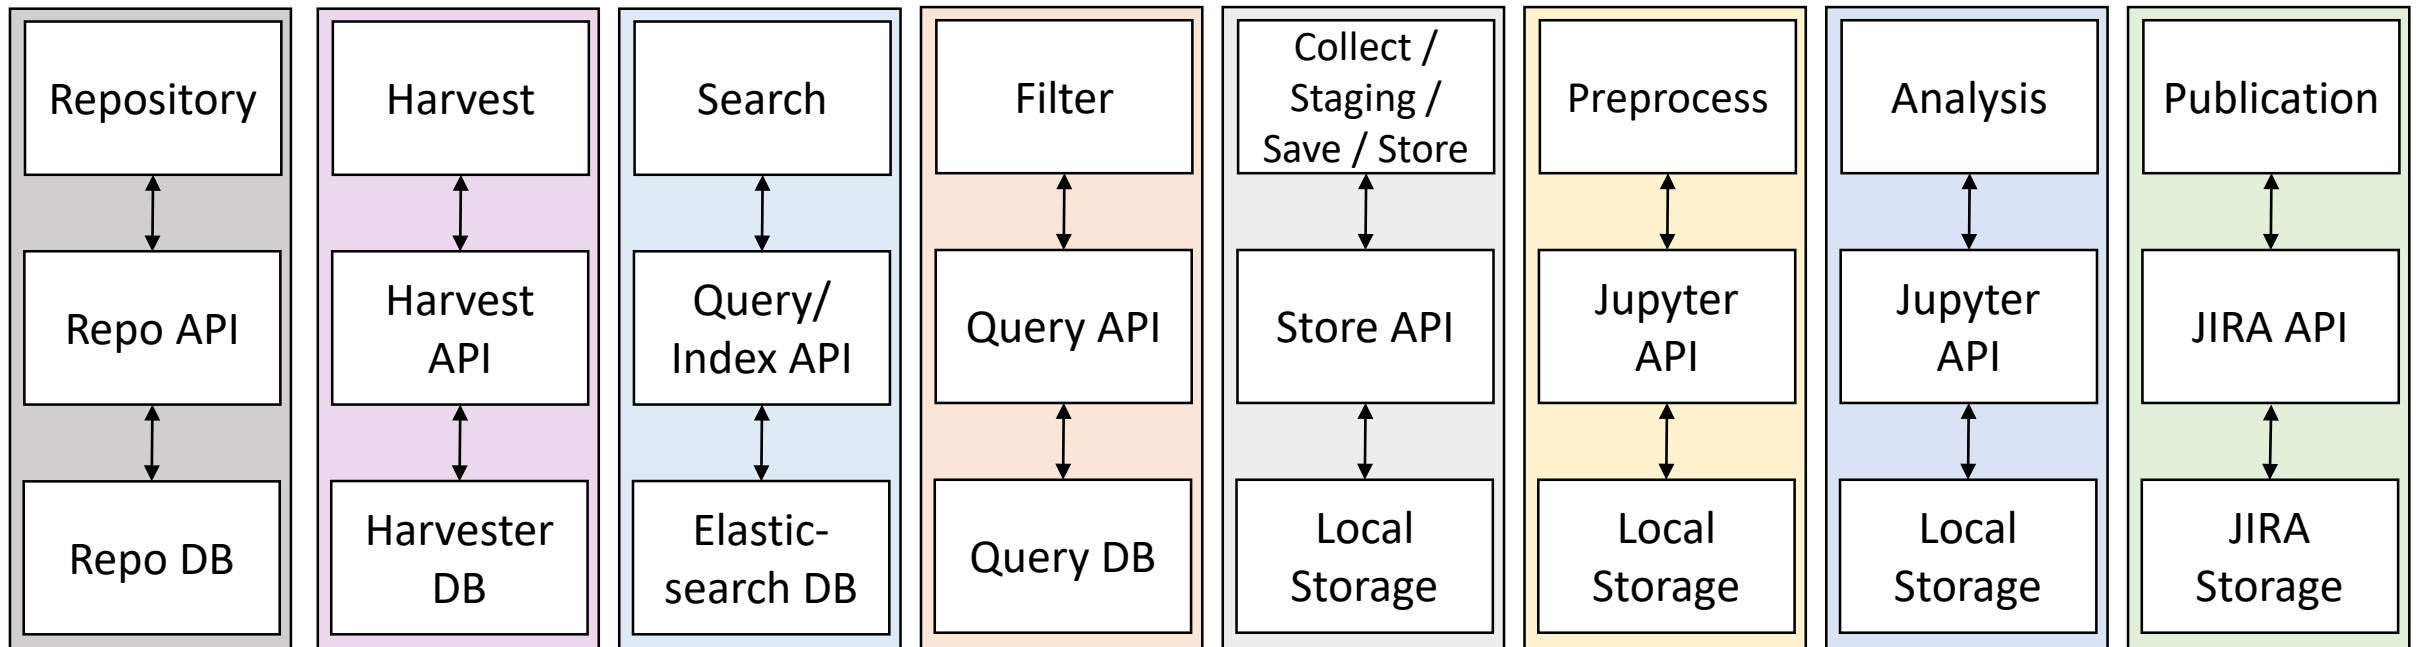 Repository
Repo API
Repo DB
Harvest
Harvest
API
Harvester
DB
Search
Query/
Index API
Elastic-
search DB
Filter
Query API
Query DB
Collect /
Staging /
Save / Store
Store API
Local
Storage
Preprocess
Jupyter
API
Local
Storage
Analysis
Jupyter
API
Local
Storage
Publication
JIRA API
JIRA
Storage